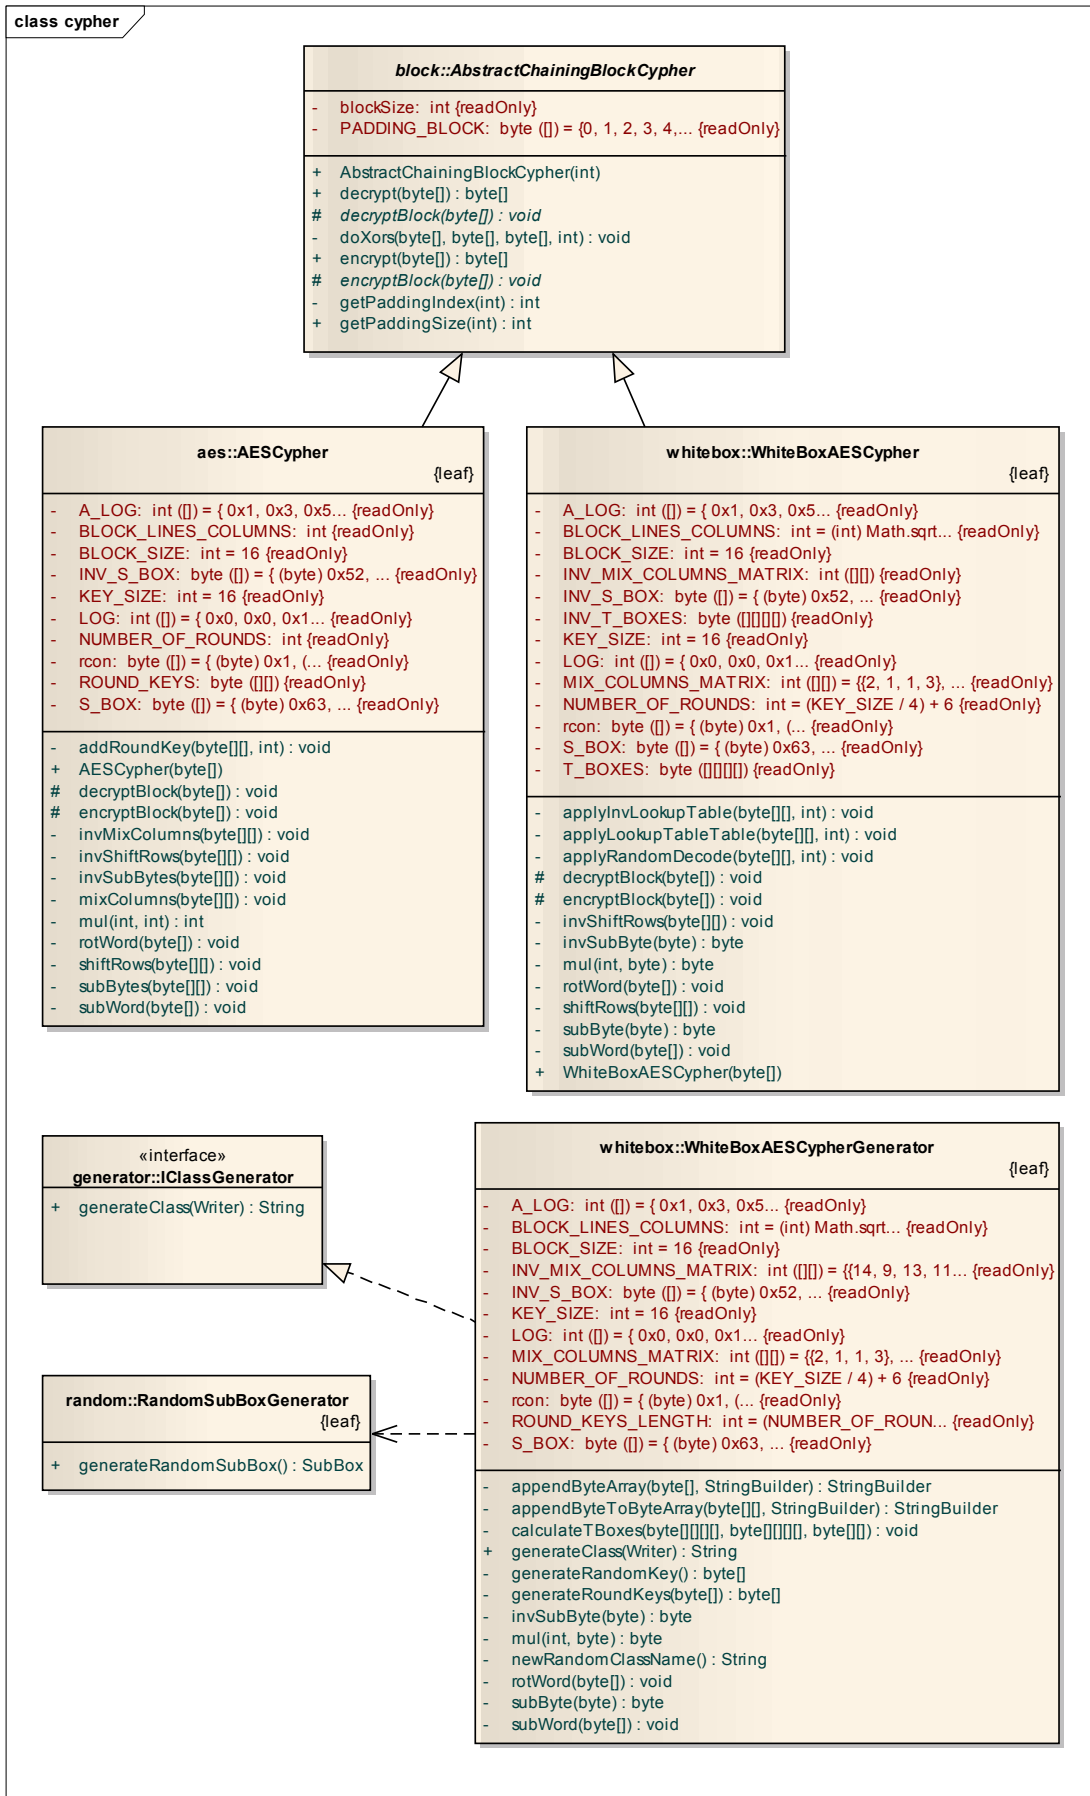 class cypher
block::AbstractChainingBlockCypher
- blockSize: int {readOnly}
- PADDING_BLOCK: byte ([]) = {0, 1, 2, 3, 4,... {readOnly}
+ AbstractChainingBlockCypher(int)
+ decrypt(byte[]) : byte[]
# decryptBlock(byte[]) : void
- doXors(byte[], byte[], byte[], int) : void
+ encrypt(byte[]) : byte[]
# encryptBlock(byte[]) : void
- getPaddingIndex(int) : int
+ getPaddingSize(int) : int
aes::AESCypher
{leaf}
- A_LOG: int ([]) = { 0x1, 0x3, 0x5... {readOnly}
- BLOCK_LINES_COLUMNS: int {readOnly}
- BLOCK_SIZE: int = 16 {readOnly}
- INV_S_BOX: byte ([]) = { (byte) 0x52, ... {readOnly}
- KEY_SIZE: int = 16 {readOnly}
- LOG: int ([]) = { 0x0, 0x0, 0x1... {readOnly}
- NUMBER_OF_ROUNDS: int {readOnly}
- rcon: byte ([]) = { (byte) 0x1, (... {readOnly}
- ROUND_KEYS: byte ([][]) {readOnly}
- S_BOX: byte ([]) = { (byte) 0x63, ... {readOnly}
- addRoundKey(byte[][], int) : void
+ AESCypher(byte[])
# decryptBlock(byte[]) : void
# encryptBlock(byte[]) : void
- invMixColumns(byte[][]) : void
- invShiftRows(byte[][]) : void
- invSubBytes(byte[][]) : void
- mixColumns(byte[][]) : void
- mul(int, int) : int
- rotWord(byte[]) : void
- shiftRows(byte[][]) : void
- subBytes(byte[][]) : void
- subWord(byte[]) : void
whitebox::WhiteBoxAESCypher
{leaf}
- A_LOG: int ([]) = { 0x1, 0x3, 0x5... {readOnly}
- BLOCK_LINES_COLUMNS: int = (int) Math.sqrt... {readOnly}
- BLOCK_SIZE: int = 16 {readOnly}
- INV_MIX_COLUMNS_MATRIX: int ([][]) {readOnly}
- INV_S_BOX: byte ([]) = { (byte) 0x52, ... {readOnly}
- INV_T_BOXES: byte ([][][][]) {readOnly}
- KEY_SIZE: int = 16 {readOnly}
- LOG: int ([]) = { 0x0, 0x0, 0x1... {readOnly}
- MIX_COLUMNS_MATRIX: int ([][]) = {{2, 1, 1, 3}, ... {readOnly}
- NUMBER_OF_ROUNDS: int = (KEY_SIZE / 4) + 6 {readOnly}
- rcon: byte ([]) = { (byte) 0x1, (... {readOnly}
- S_BOX: byte ([]) = { (byte) 0x63, ... {readOnly}
- T_BOXES: byte ([][][][]) {readOnly}
- applyInvLookupTable(byte[][], int) : void
- applyLookupTableTable(byte[][], int) : void
- applyRandomDecode(byte[][], int) : void
# decryptBlock(byte[]) : void
# encryptBlock(byte[]) : void
- invShiftRows(byte[][]) : void
- invSubByte(byte) : byte
- mul(int, byte) : byte
- rotWord(byte[]) : void
- shiftRows(byte[][]) : void
- subByte(byte) : byte
- subWord(byte[]) : void
+ WhiteBoxAESCypher(byte[])
«interface»
generator::IClassGenerator
+ generateClass(Writer) : String
random::RandomSubBoxGenerator
{leaf}
+ generateRandomSubBox() : SubBox
whitebox::WhiteBoxAESCypherGenerator
{leaf}
- A_LOG: int ([]) = { 0x1, 0x3, 0x5... {readOnly}
- BLOCK_LINES_COLUMNS: int = (int) Math.sqrt... {readOnly}
- BLOCK_SIZE: int = 16 {readOnly}
- INV_MIX_COLUMNS_MATRIX: int ([][]) = {{14, 9, 13, 11... {readOnly}
- INV_S_BOX: byte ([]) = { (byte) 0x52, ... {readOnly}
- KEY_SIZE: int = 16 {readOnly}
- LOG: int ([]) = { 0x0, 0x0, 0x1... {readOnly}
- MIX_COLUMNS_MATRIX: int ([][]) = {{2, 1, 1, 3}, ... {readOnly}
- NUMBER_OF_ROUNDS: int = (KEY_SIZE / 4) + 6 {readOnly}
- rcon: byte ([]) = { (byte) 0x1, (... {readOnly}
- ROUND_KEYS_LENGTH: int = (NUMBER_OF_ROUN... {readOnly}
- S_BOX: byte ([]) = { (byte) 0x63, ... {readOnly}
- appendByteArray(byte[], StringBuilder) : StringBuilder
- appendByteToByteArray(byte[][], StringBuilder) : StringBuilder
- calculateTBoxes(byte[][][][], byte[][][][], byte[][]) : void
+ generateClass(Writer) : String
- generateRandomKey() : byte[]
- generateRoundKeys(byte[]) : byte[]
- invSubByte(byte) : byte
- mul(int, byte) : byte
- newRandomClassName() : String
- rotWord(byte[]) : void
- subByte(byte) : byte
- subWord(byte[]) : void